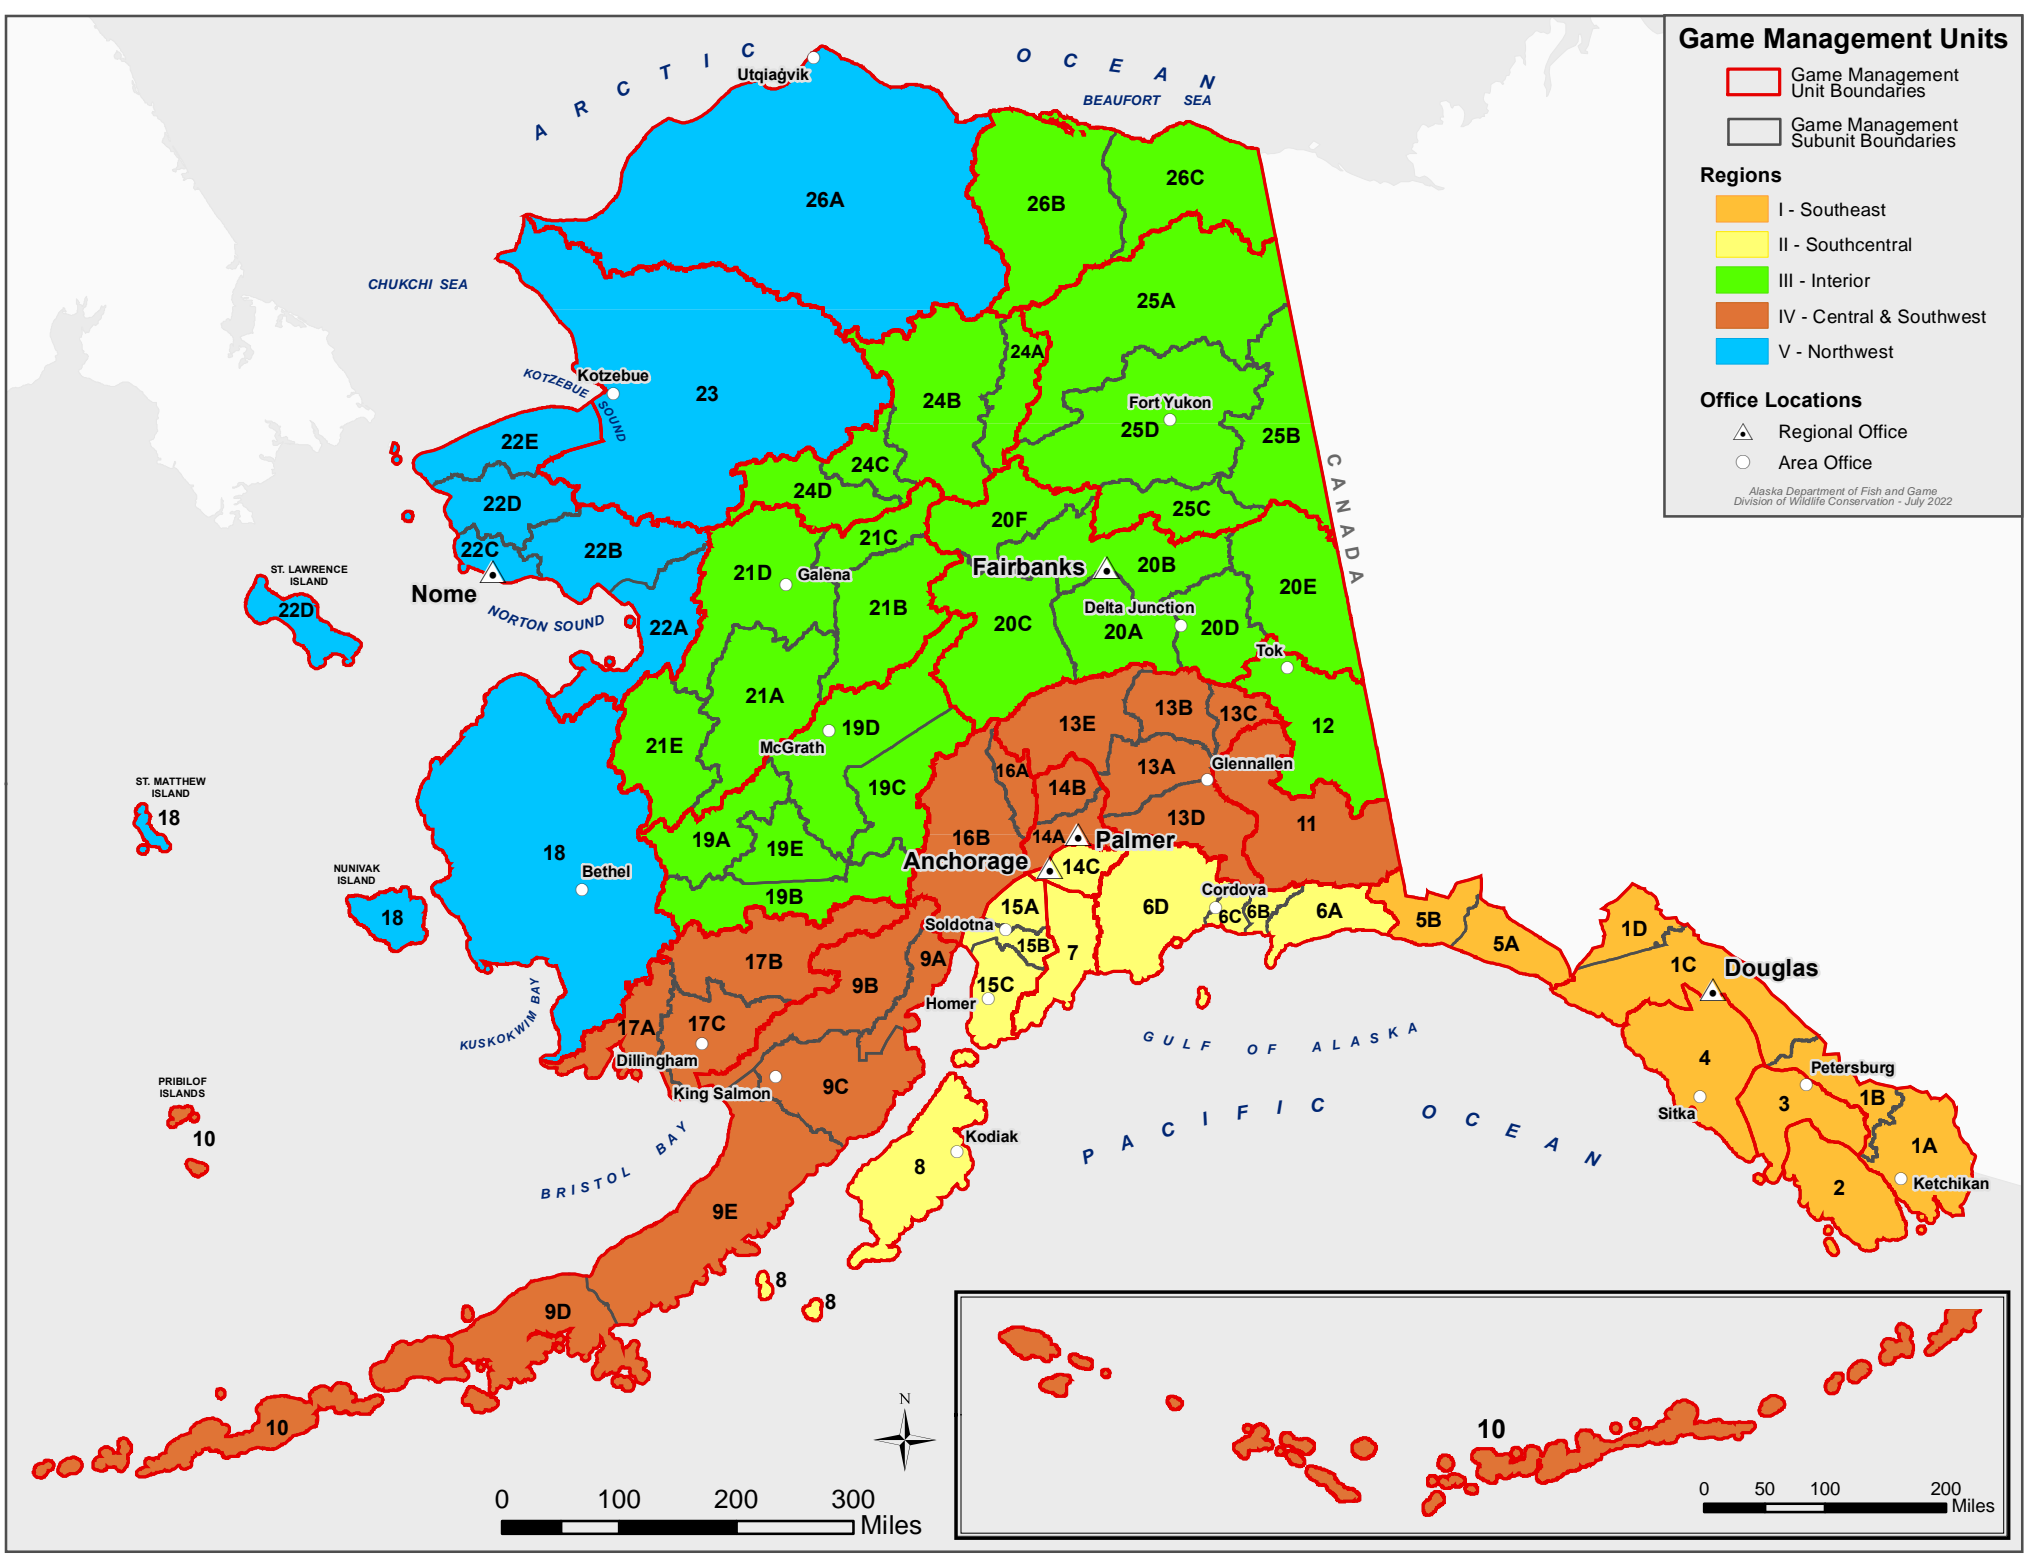 Game Management Units
Game Management
Unit Boundaries
Game Management
Subunit Boundaries
Regions
I - Southeast
II - Southcentral
III - Interior
IV - Central & Southwest
V - Northwest
Office Locations
Regional Office
Area Office
Alaska Department of Fish and Game
Division of Wildlife Conservation - July 2022
ARCTIC OCEAN
BEAUFORT SEA
Utqiaġvik
26A
26B
26C
CHUKCHI SEA
25A
24A
Kotzebue
KOTZEBUE SOUND
23
24B
Fort Yukon
25D
25B
CANADA
22E
24C
24D
22D
25C
20F
21C
22C
22B
Nome
NORTON SOUND
21D
Galena
Fairbanks
20B
20E
ST. LAWRENCE
ISLAND
22D
21B
Delta Junction
20C
20A
20D
22A
Tok
21A
21E
McGrath
19D
13E
13B
13C
12
16A
13A
Glennallen
ST. MATTHEW
ISLAND
18
19C
14B
13D
11
19A
19E
16B
14A
Palmer
Anchorage
14C
18
Bethel
NUNIVAK
ISLAND
18
19B
15A
6D
Cordova
6C
6B
6A
5B
5A
1D
Soldotna
15B
7
17B
9A
9B
15C
Homer
1C
Douglas
KUSKOKWIM BAY
17A
17C
Dillingham
GULF OF ALASKA
4
King Salmon
9C
Petersburg
3
1B
Sitka
PRIBILOF
ISLANDS
10
PACIFIC OCEAN
1A
Kodiak
8
BRISTOL BAY
2
Ketchikan
9E
8
8
9D
10
10
N
0 100 200 300
Miles
0 50 100 200
Miles